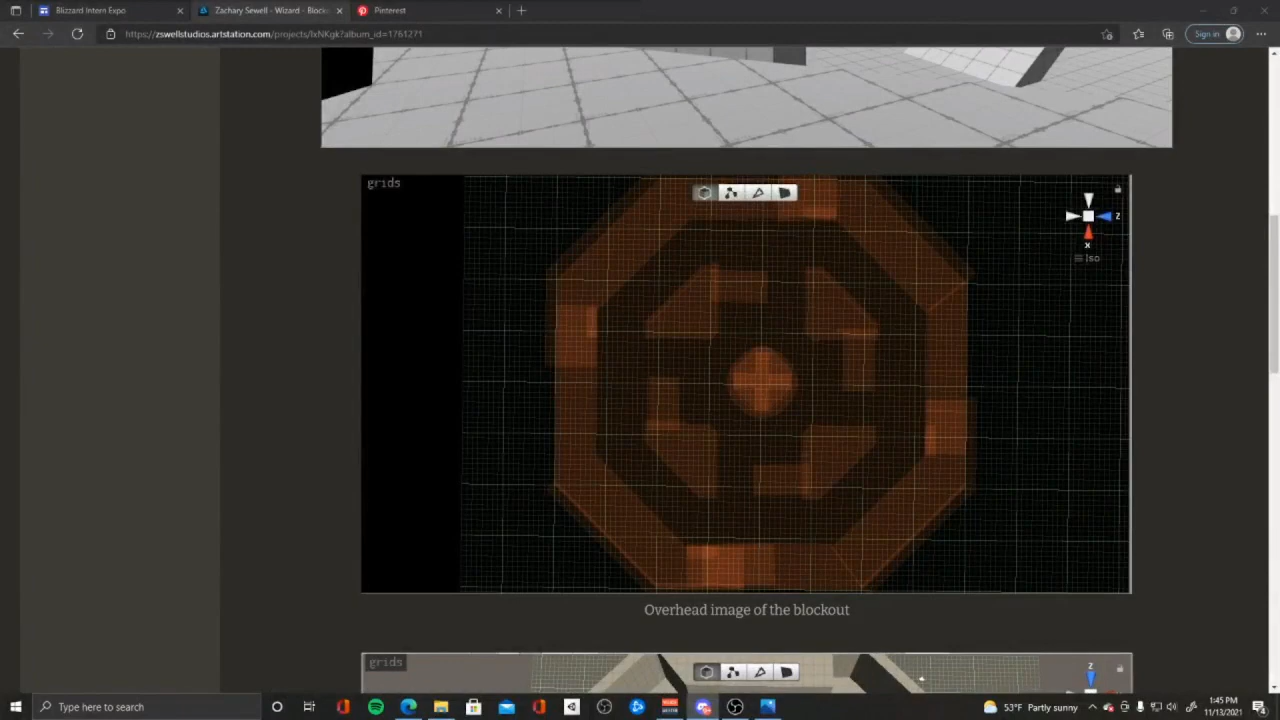 Blizzard Intern Expo
Zachary Sewell - Wizard - Blocko
Pinterest
https://zswellstudios.artstation.com/projects/lxNKgk?album_id=1761271
Sign in
grids
Z
x
Iso
Overhead image of the blockout
grids
z
Type here to search
53°F Partly sunny
1:45 PM
11/13/2021